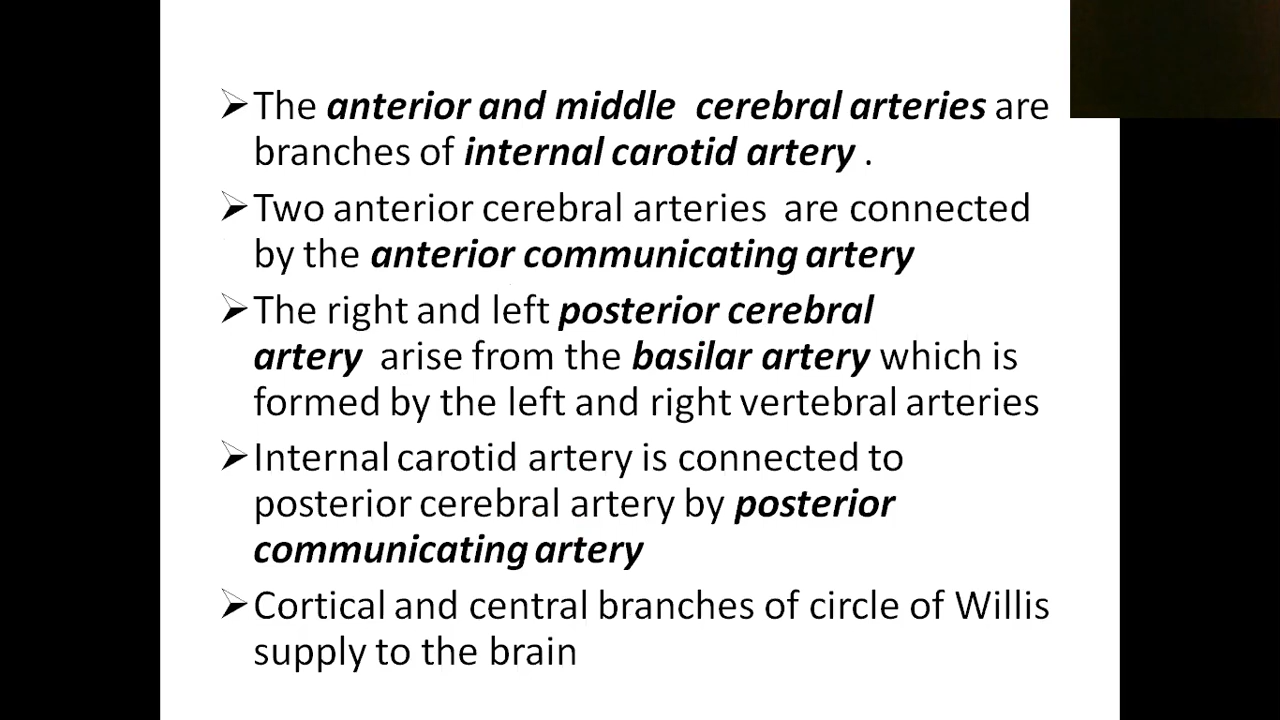 ➢The anterior and middle cerebral arteries are
branches of internal carotid artery .
➢Two anterior cerebral arteries are connected
by the anterior communicating artery
➢The right and left posterior cerebral
artery arise from the basilar artery which is
formed by the left and right vertebral arteries
➢Internal carotid artery is connected to
posterior cerebral artery by posterior
communicating artery
➢Cortical and central branches of circle of Willis
supply to the brain